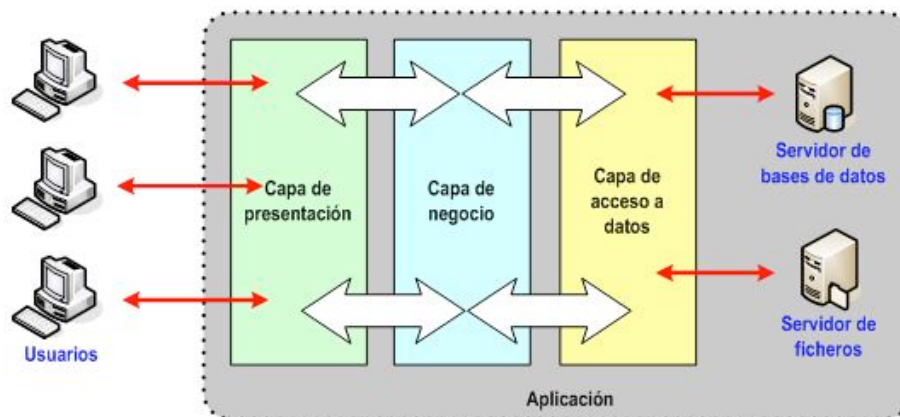 Usuarios
Capa de
presentación
Capa de
negocio
Capa de
acceso a
datos
Servidor de
bases de datos
Servidor de
ficheros
Aplicación